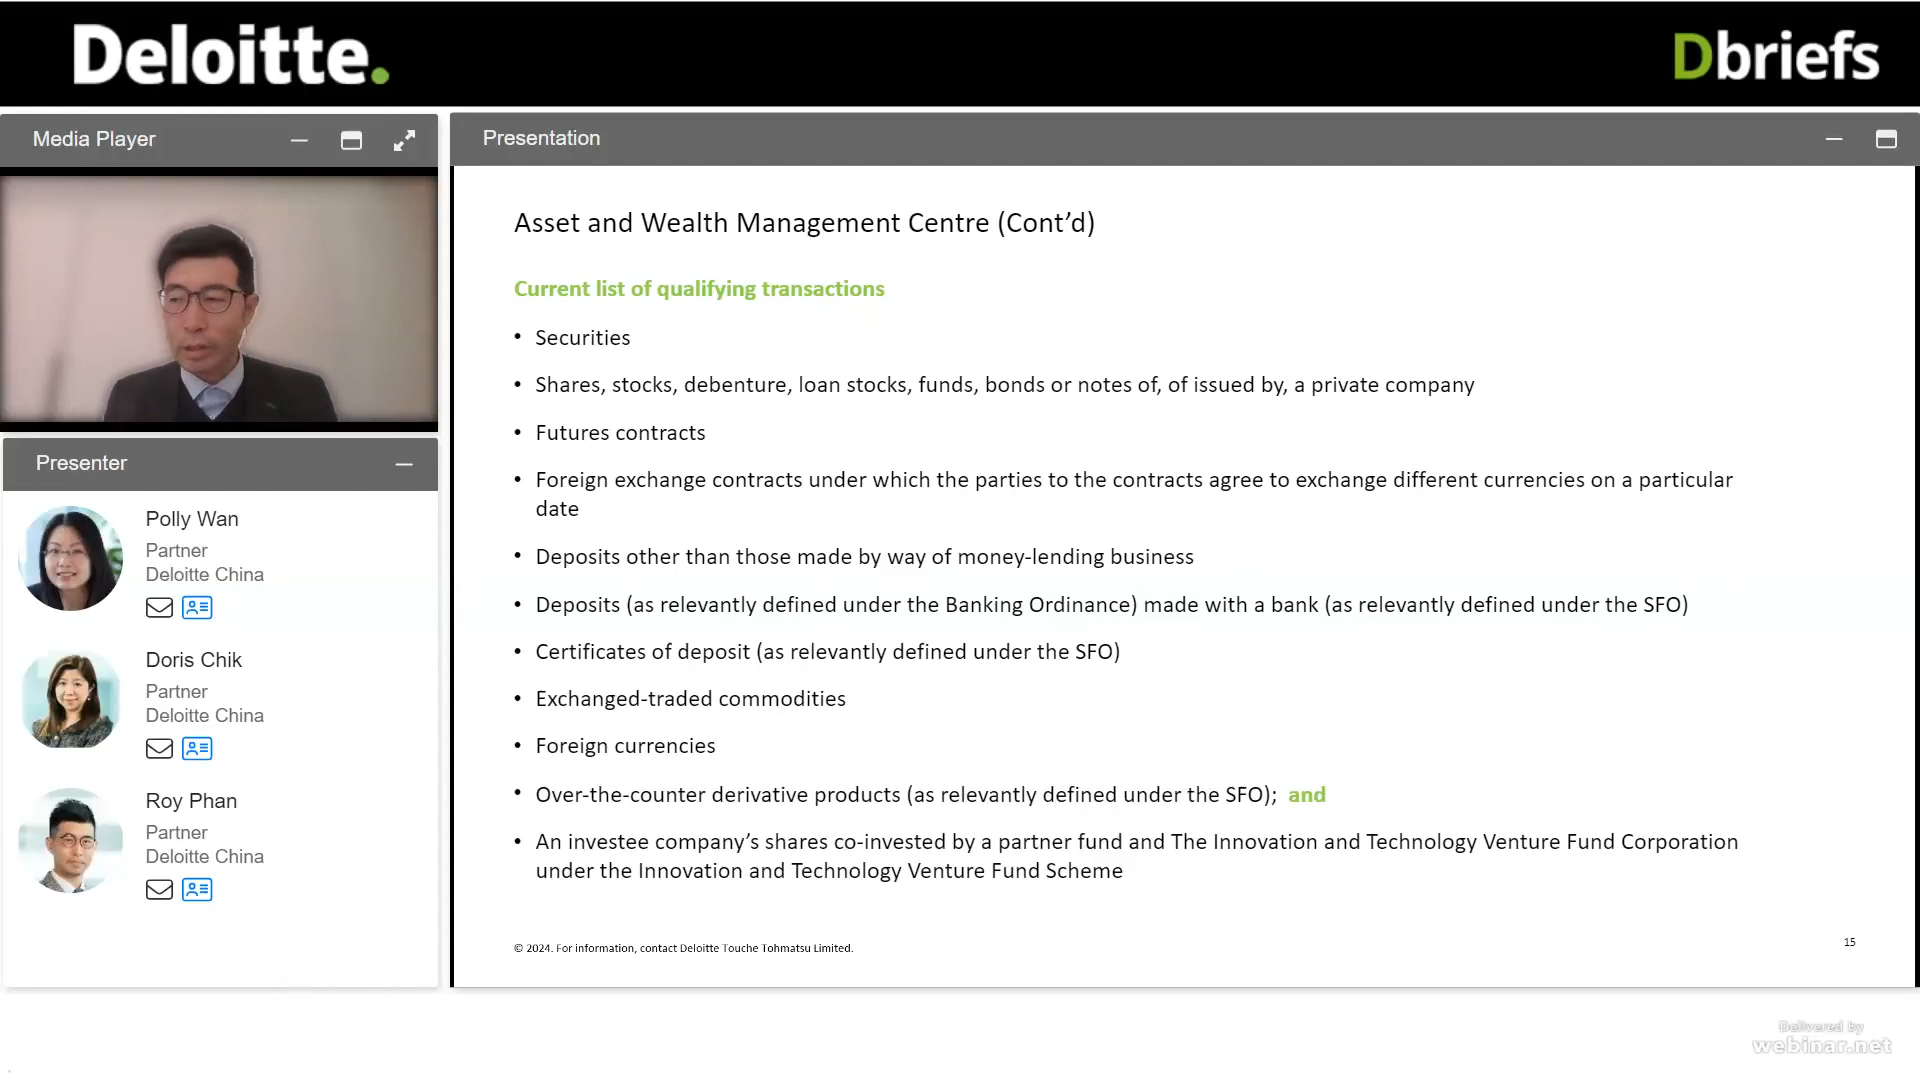 Deloitte.
Dbriefs
Media Player
Presenter
Polly Wan
Partner
Deloitte China
Doris Chik
Partner
Deloitte China
Roy Phan
Partner
Deloitte China
Presentation
Asset and Wealth Management Centre (Cont’d)
Current list of qualifying transactions
• Securities
• Shares, stocks, debenture, loan stocks, funds, bonds or notes of, of issued by, a private company
• Futures contracts
• Foreign exchange contracts under which the parties to the contracts agree to exchange different currencies on a particular
date
• Deposits other than those made by way of money-lending business
• Deposits (as relevantly defined under the Banking Ordinance) made with a bank (as relevantly defined under the SFO)
• Certificates of deposit (as relevantly defined under the SFO)
• Exchanged-traded commodities
• Foreign currencies
• Over-the-counter derivative products (as relevantly defined under the SFO); and
• An investee company’s shares co-invested by a partner fund and The Innovation and Technology Venture Fund Corporation
under the Innovation and Technology Venture Fund Scheme
© 2024. For information, contact Deloitte Touche Tohmatsu Limited.
15
Delivered by
webinar.net